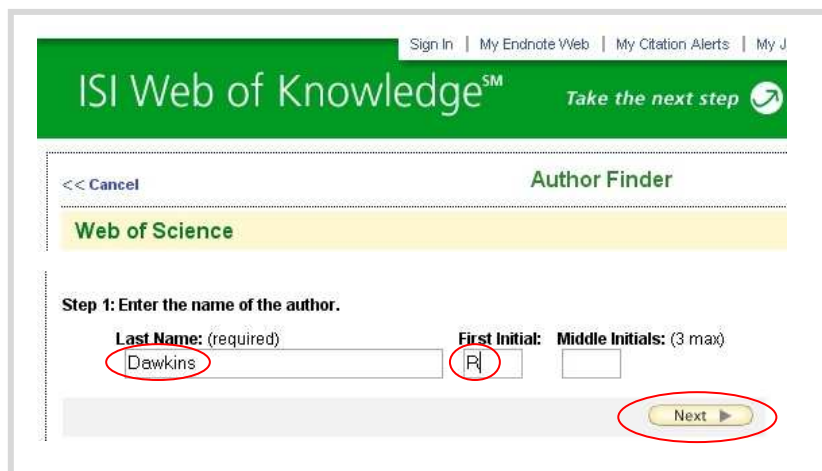 Sign In | My Endnote Web | My Citation Alerts | My J
ISI Web of Knowledge℠ Take the next step
<< Cancel Author Finder
Web of Science
Step 1: Enter the name of the author.
Last Name: (required) First Initial: Middle Initials: (3 max)
Dawkins R
Next